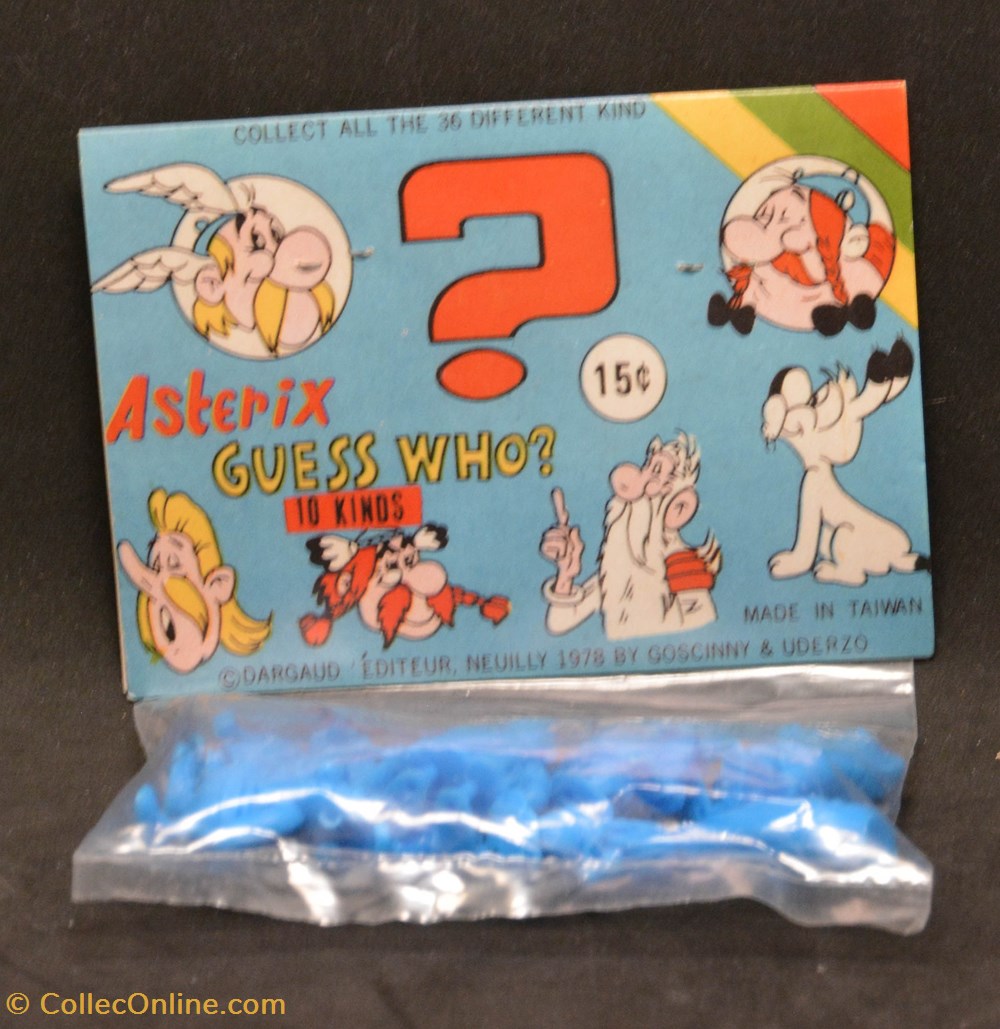 COLLECT ALL THE 36 DIFFERENT KIND
?
15¢
Asterix
GUESS WHO?
10 KINDS
MADE IN TAIWAN
©DARGAUD ÉDITEUR, NEUILLY 1978 BY GOSCINNY & UDERZO
© CollecOnline.com